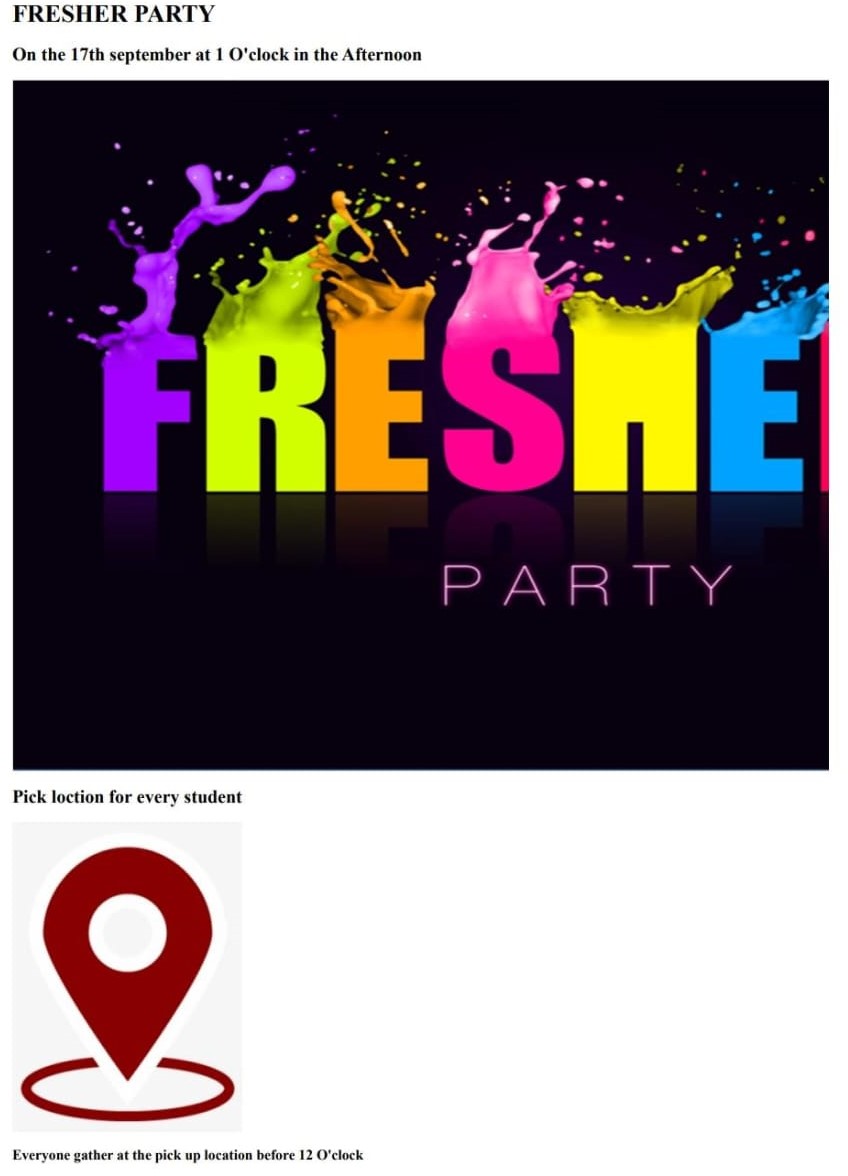 FRESHER PARTY
On the 17th september at 1 O'clock in the Afternoon
FRESHE
PARTY
Pick loction for every student
Everyone gather at the pick up location before 12 O'clock